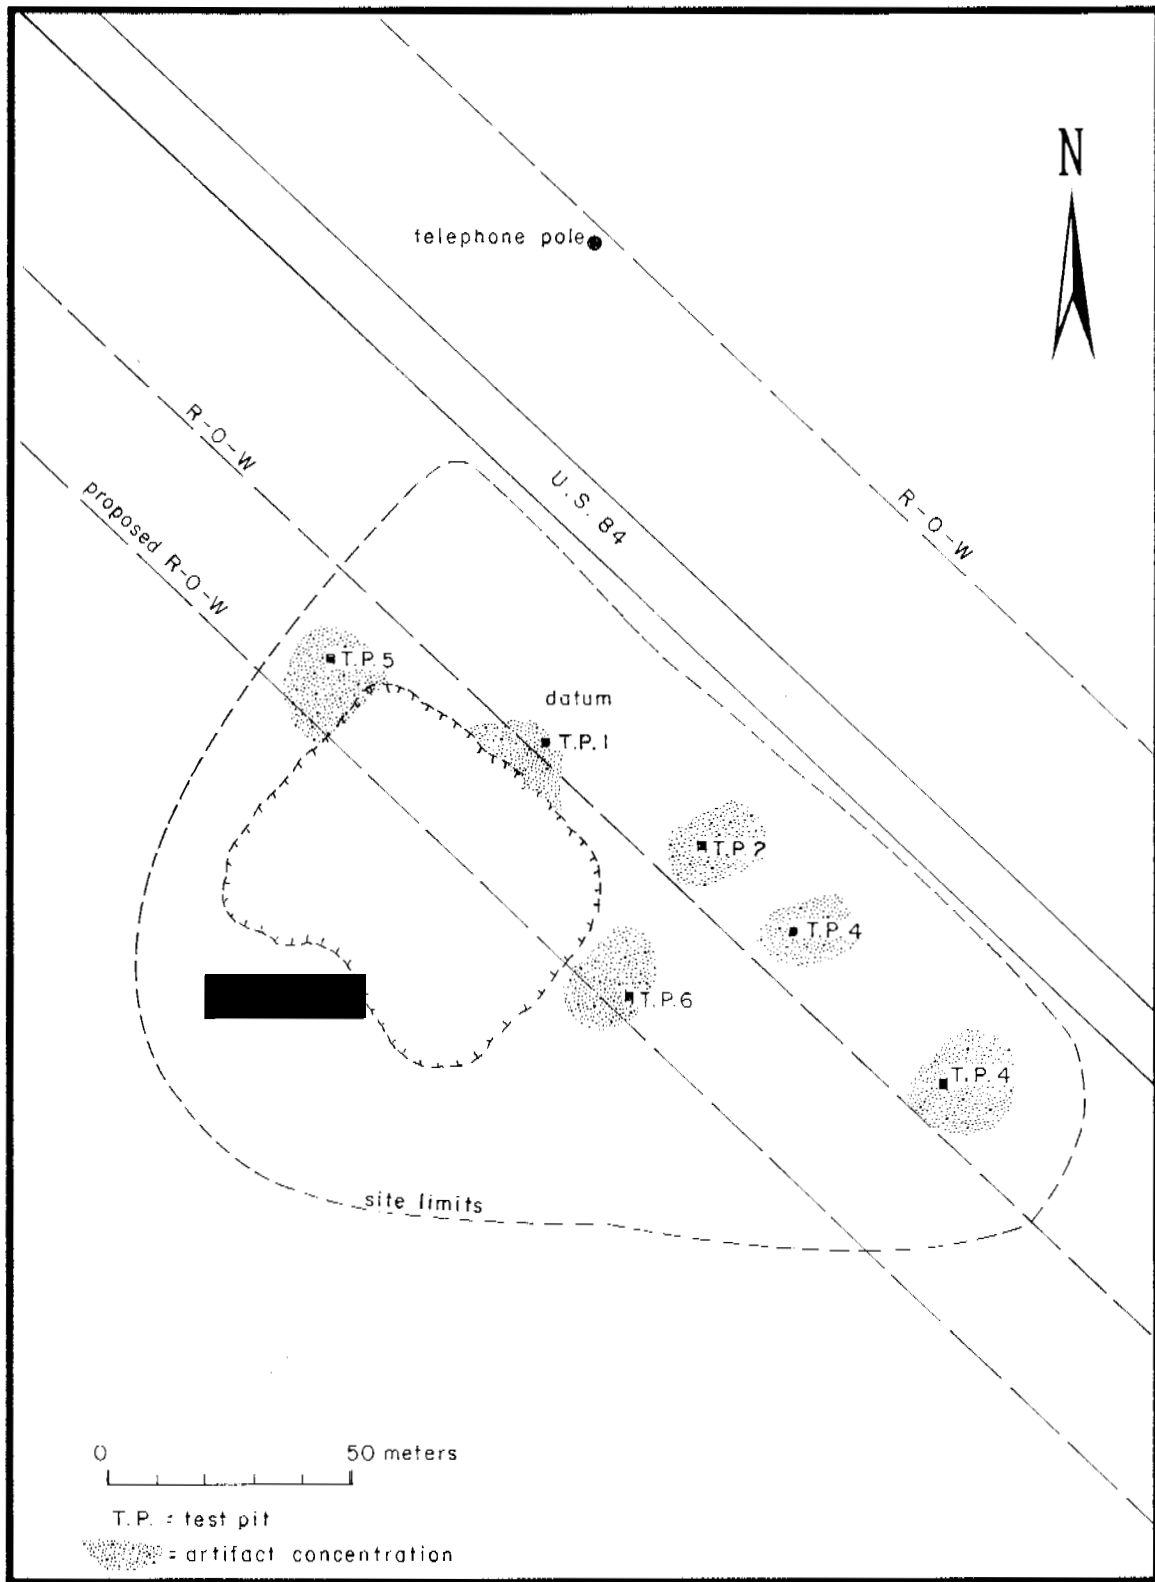 N
telephone pole
R-O-W
U.S. 84
R-O-W
proposed R-O-W
T.P. 5
datum
T.P. 1
T.P. 2
T.P. 4
T.P. 6
T.P. 4
site limits
0 50 meters
T.P. = test pit
= artifact concentration